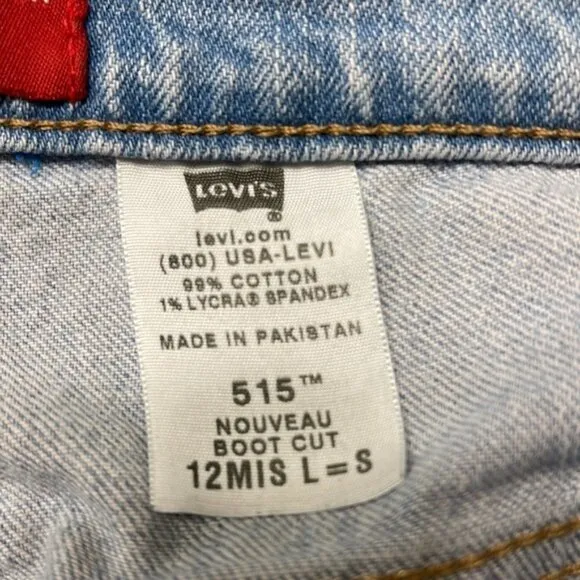 LEVI'S
®
levi.com
(800) USA-LEVI
99% COTTON
1% LYCRA® SPANDEX
MADE IN PAKISTAN
515™
NOUVEAU
BOOT CUT
12MIS L=S